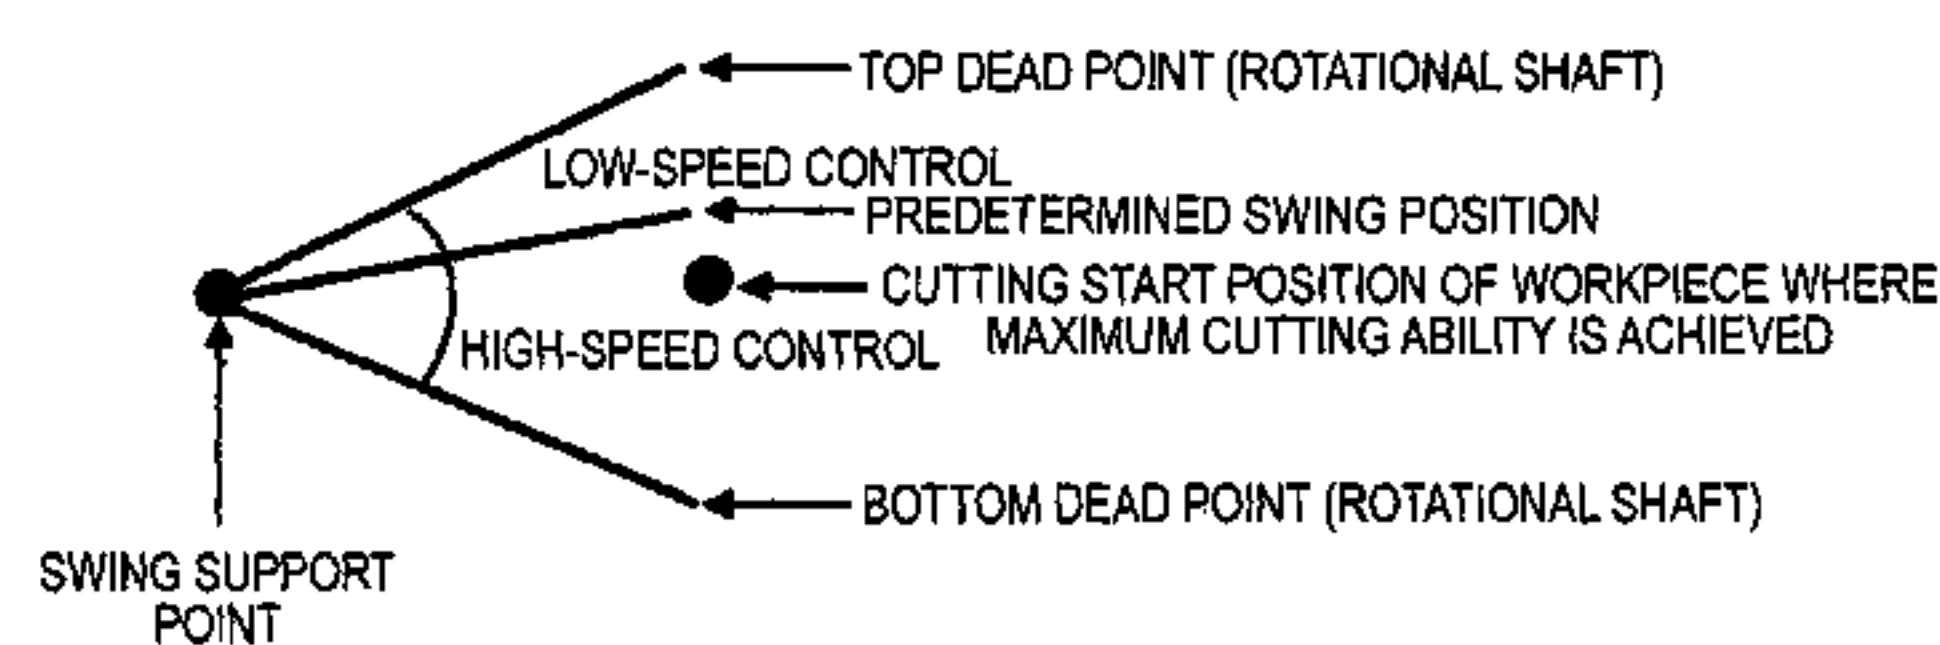 TOP DEAD POINT (ROTATIONAL SHAFT)
LOW-SPEED CONTROL
PREDETERMINED SWING POSITION
CUTTING START POSITION OF WORKPIECE WHERE
MAXIMUM CUTTING ABILITY IS ACHIEVED
HIGH-SPEED CONTROL
BOTTOM DEAD POINT (ROTATIONAL SHAFT)
SWING SUPPORT
POINT